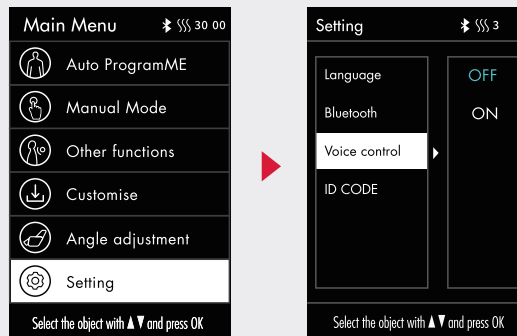 Main Menu 30 00
Auto ProgramME
Manual Mode
Other functions
Customise
Angle adjustment
Setting
Select the object with ▲▼ and press OK
Setting 3
Language
Bluetooth
Voice control
ID CODE
OFF
ON
Select the object with ▲▼ and press OK